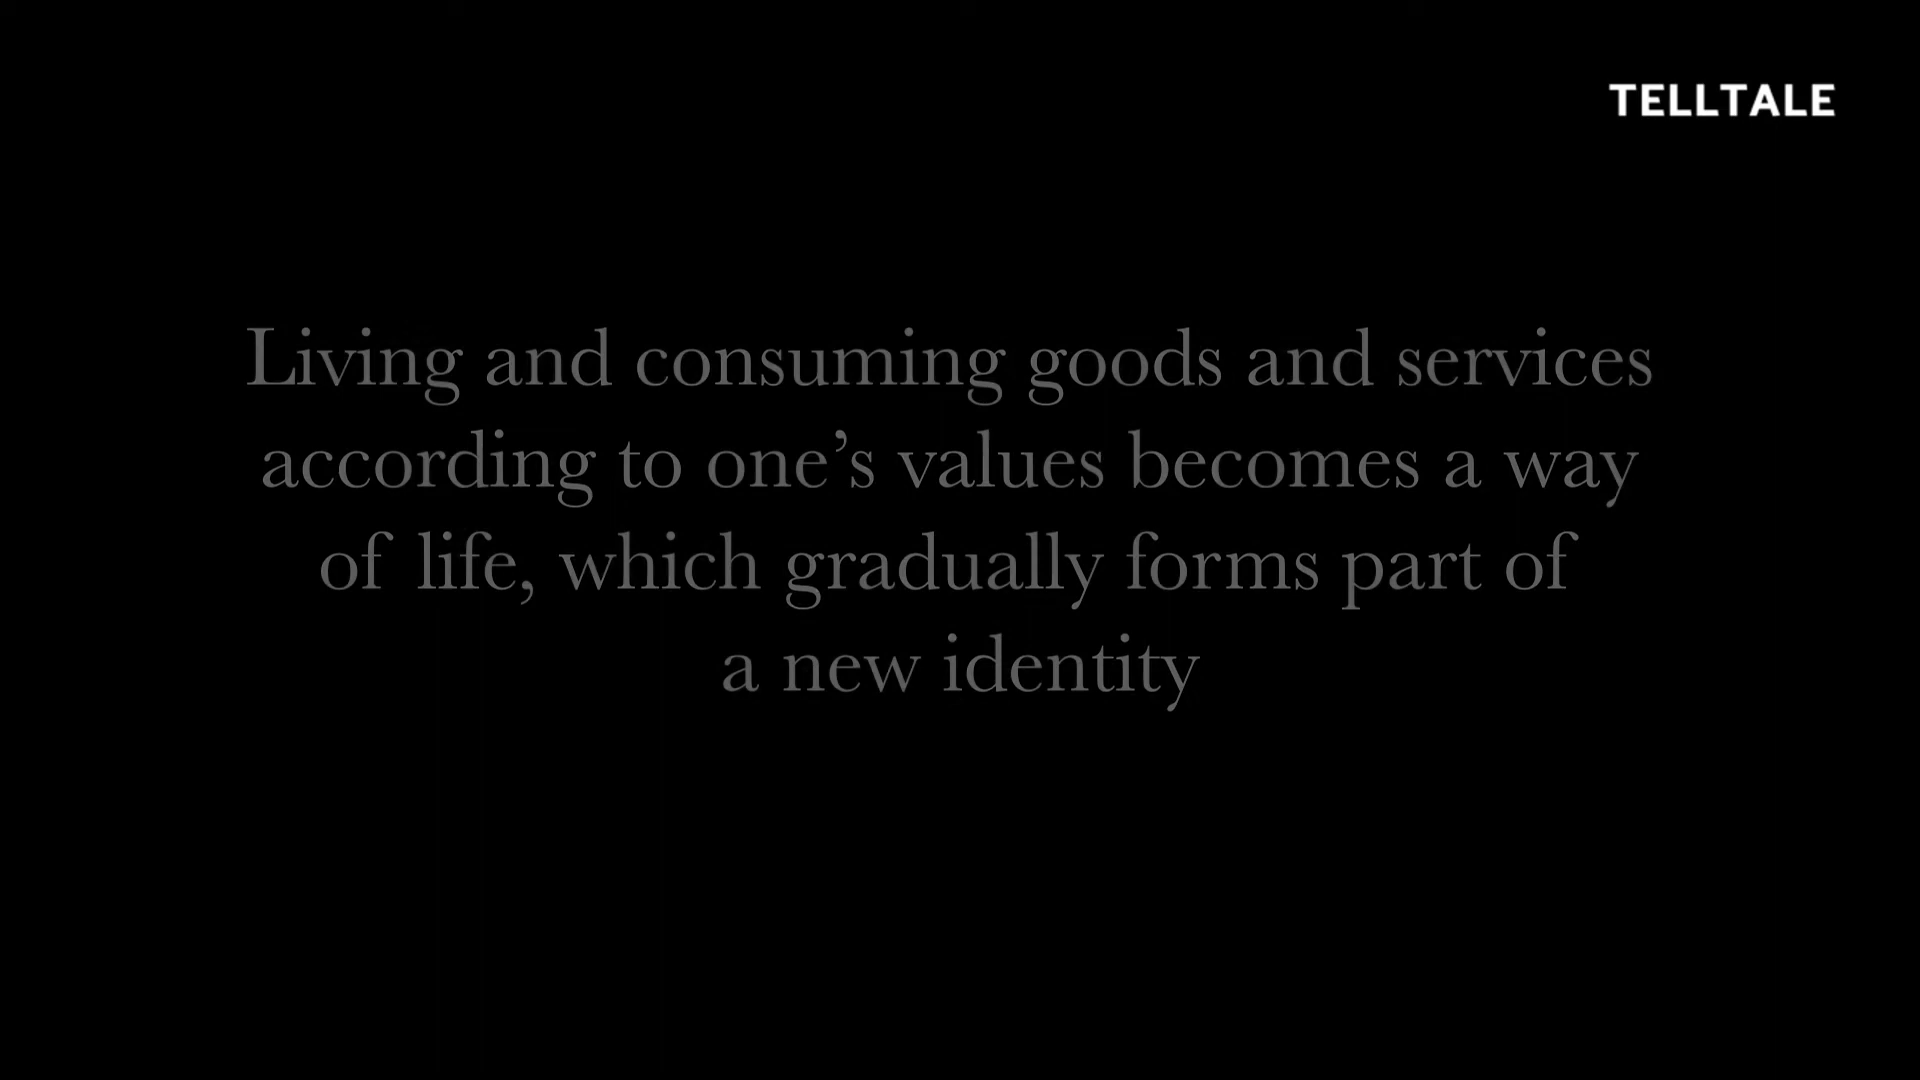 TELLTALE
Living and consuming goods and services
according to one’s values becomes a way
of life, which gradually forms part of
a new identity